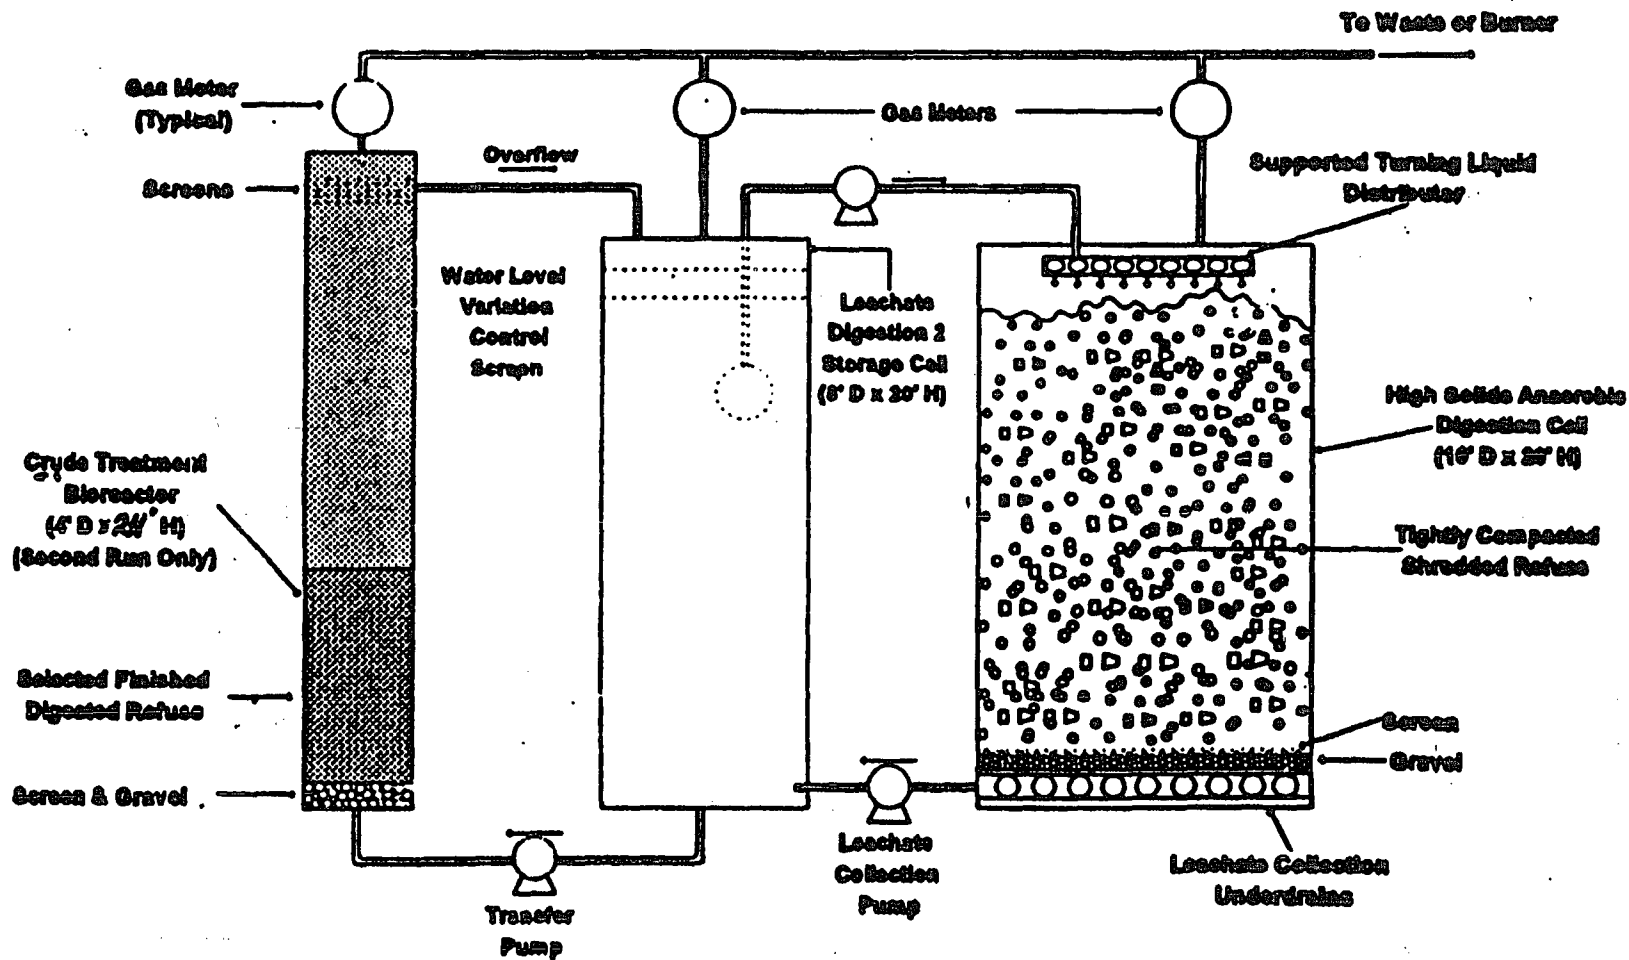 To Waste or Burner
Gas Meter
(Typical)
Gas Meters
Overflow
Screens
Supported Turning Liquid
Distributor
Water Level
Variation
Control
Screen
Leachate
Digestion 2
Storage Cell
(8' D x 20' H)
High Solids Anaerobic
Digestion Cell
D x 20' H)
Crude Treatment
Bioreactor
D x 24' H)
(Second Run Only)
Tightly Compacted
Shredded Refuse
Selected Finished
Digested Refuse
Screen
Gravel
Screen & Gravel
Leachate
Collection
Pump
Leachate Collection
Underdrains
Transfer
Pump